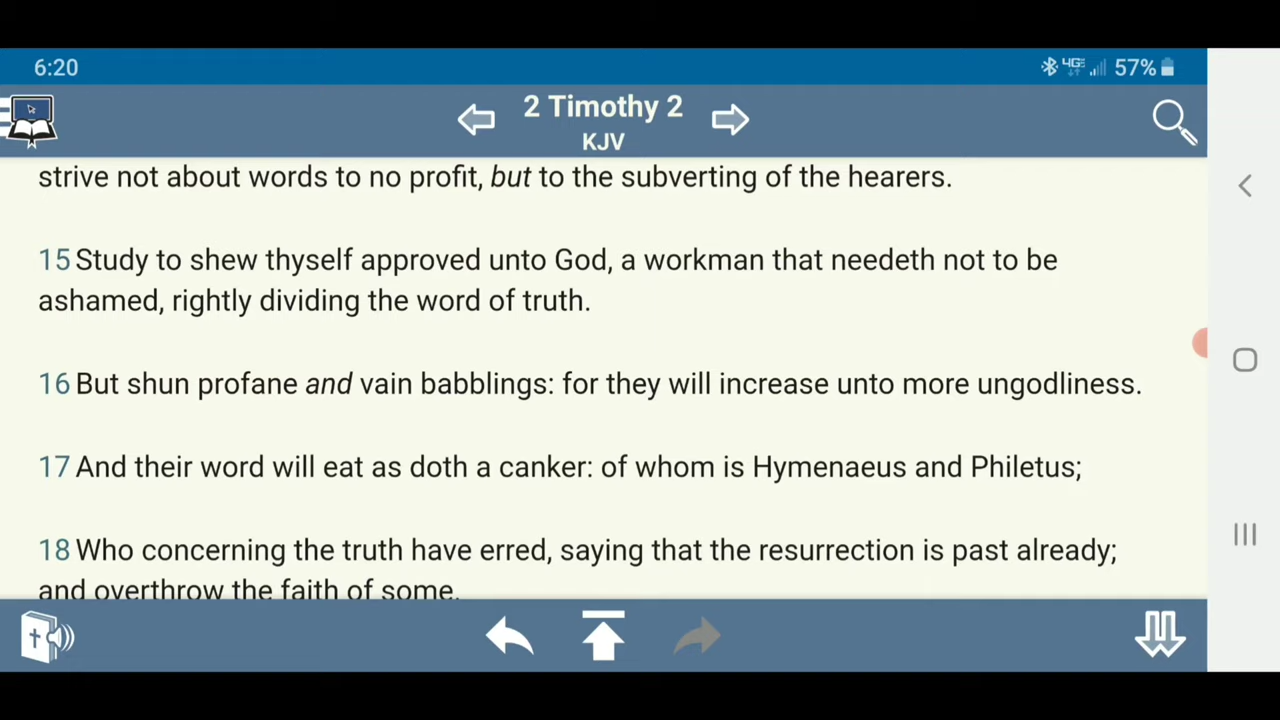 6:20
4GE 57%
2 Timothy 2
KJV
strive not about words to no profit, but to the subverting of the hearers.
15 Study to shew thyself approved unto God, a workman that needeth not to be
ashamed, rightly dividing the word of truth.
16 But shun profane and vain babblings: for they will increase unto more ungodliness.
17 And their word will eat as doth a canker: of whom is Hymenaeus and Philetus;
18 Who concerning the truth have erred, saying that the resurrection is past already;
and overthrow the faith of some.